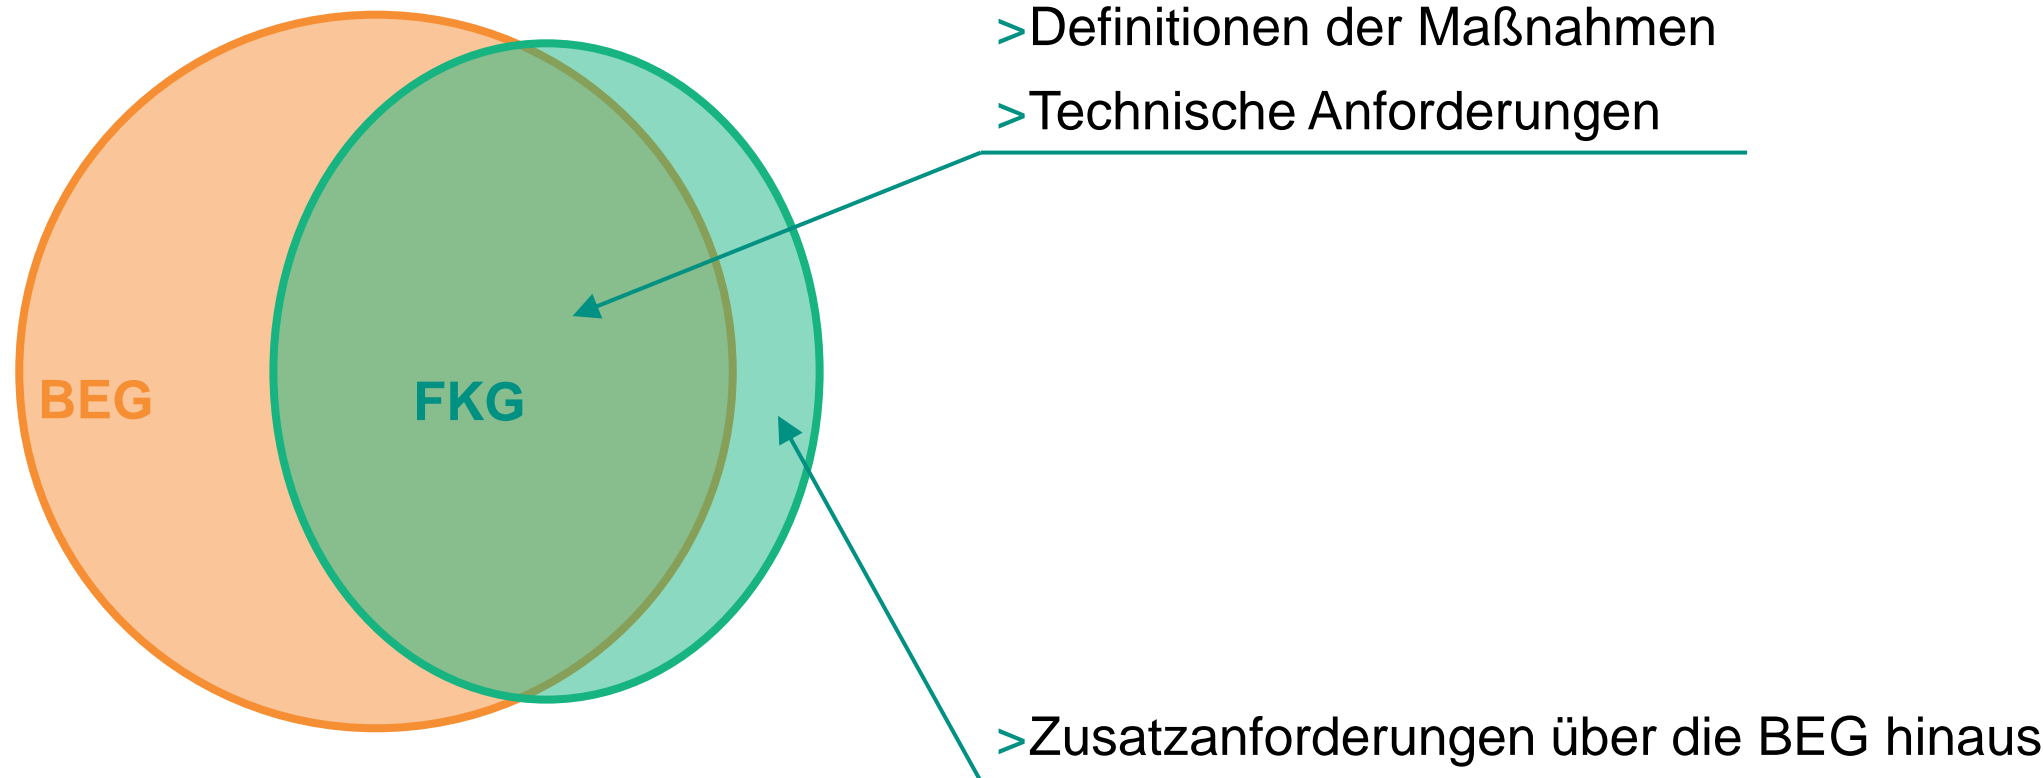 >Definitionen der Maßnahmen
>Technische Anforderungen
BEG
FKG
>Zusatzanforderungen über die BEG hinaus